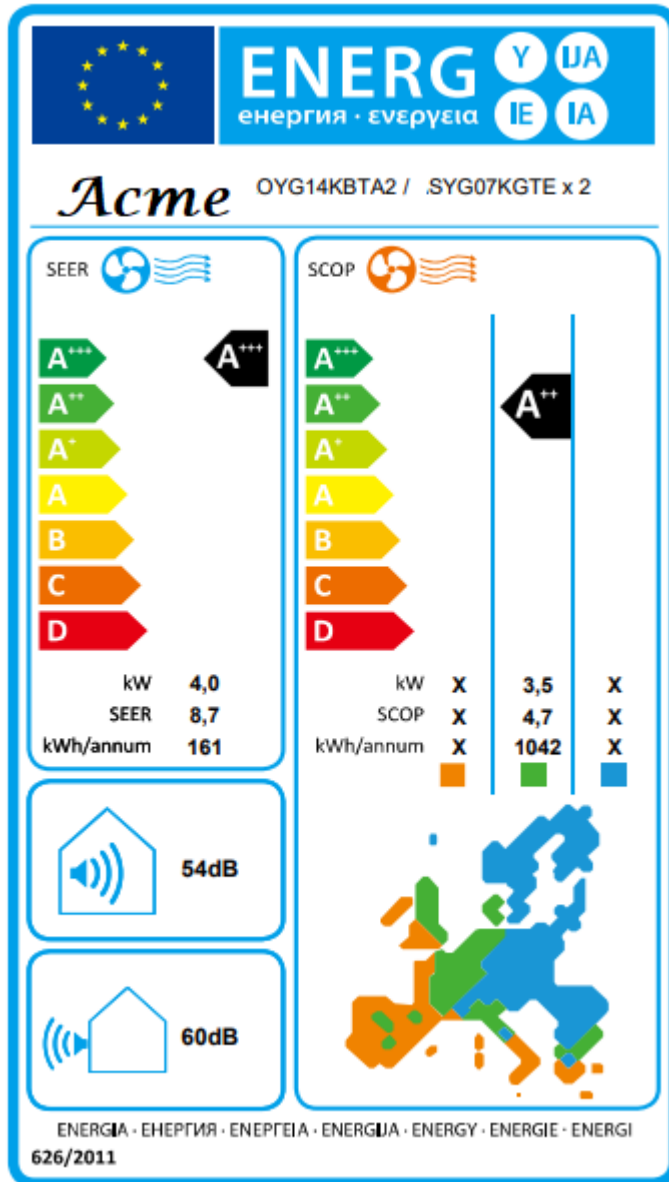 ENERG Y IJA
енергия · ενεργεια IE IA
Acme OYG14KBTA2 / .SYG07KGTE x 2
SEER
A+++ A+++
A++
A+
A
B
C
D
kW 4,0
SEER 8,7
kWh/annum 161
SCOP
A+++
A++ A++
A+
A
B
C
D
kW X 3,5 X
SCOP X 4,7 X
kWh/annum X 1042 X
54dB
60dB
ENERGIA · ЕНЕРГИЯ · ΕΝΕΡΓΕΙΑ · ENERGIJA · ENERGY · ENERGIE · ENERGI
626/2011